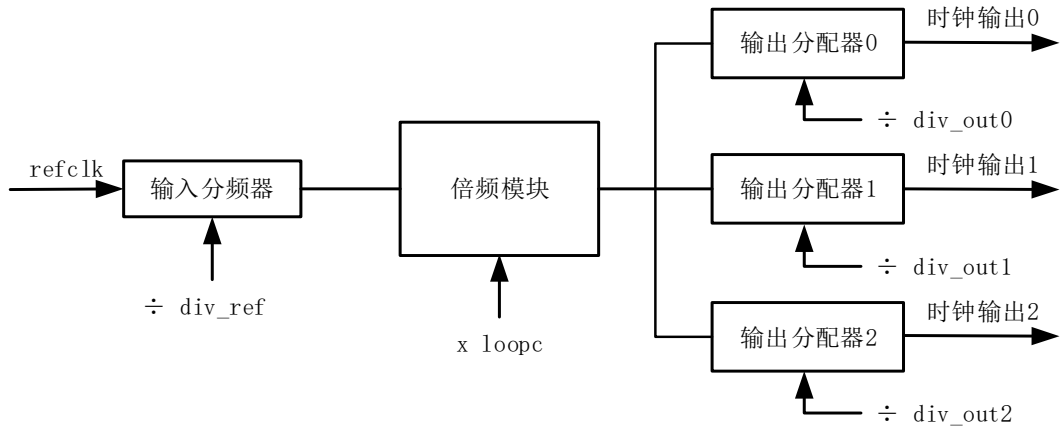 时钟输出0
输出分配器0
÷ div_out0
refclk
输入分频器
倍频模块
时钟输出1
输出分配器1
÷ div_out1
÷ div_ref
x loopc
时钟输出2
输出分配器2
÷ div_out2